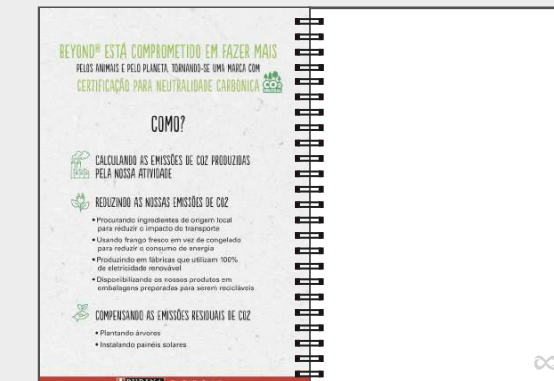 BEYOND® ESTÁ COMPROMETIDO EM FAZER MAIS
PELOS ANIMAIS E PELO PLANETA, TORNANDO-SE UMA MARCA COM
CERTIFICAÇÃO PARA NEUTRALIDADE CARBÓNICA CO2
COMO?
CALCULANDO AS EMISSÕES DE CO2 PRODUZIDAS
PELA NOSSA ATIVIDADE
REDUZINDO AS NOSSAS EMISSÕES DE CO2
• Procurando ingredientes de origem local
para reduzir o impacto do transporte
• Usando frango fresco em vez de congelado
para reduzir o consumo de energia
• Produzindo em fábricas que utilizam 100%
de eletricidade renovável
• Disponibilizando os nossos produtos em
embalagens preparadas para serem recicláveis
COMPENSANDO AS EMISSÕES RESIDUAIS DE CO2
• Plantando árvores
• Instalando painéis solares
PURINA